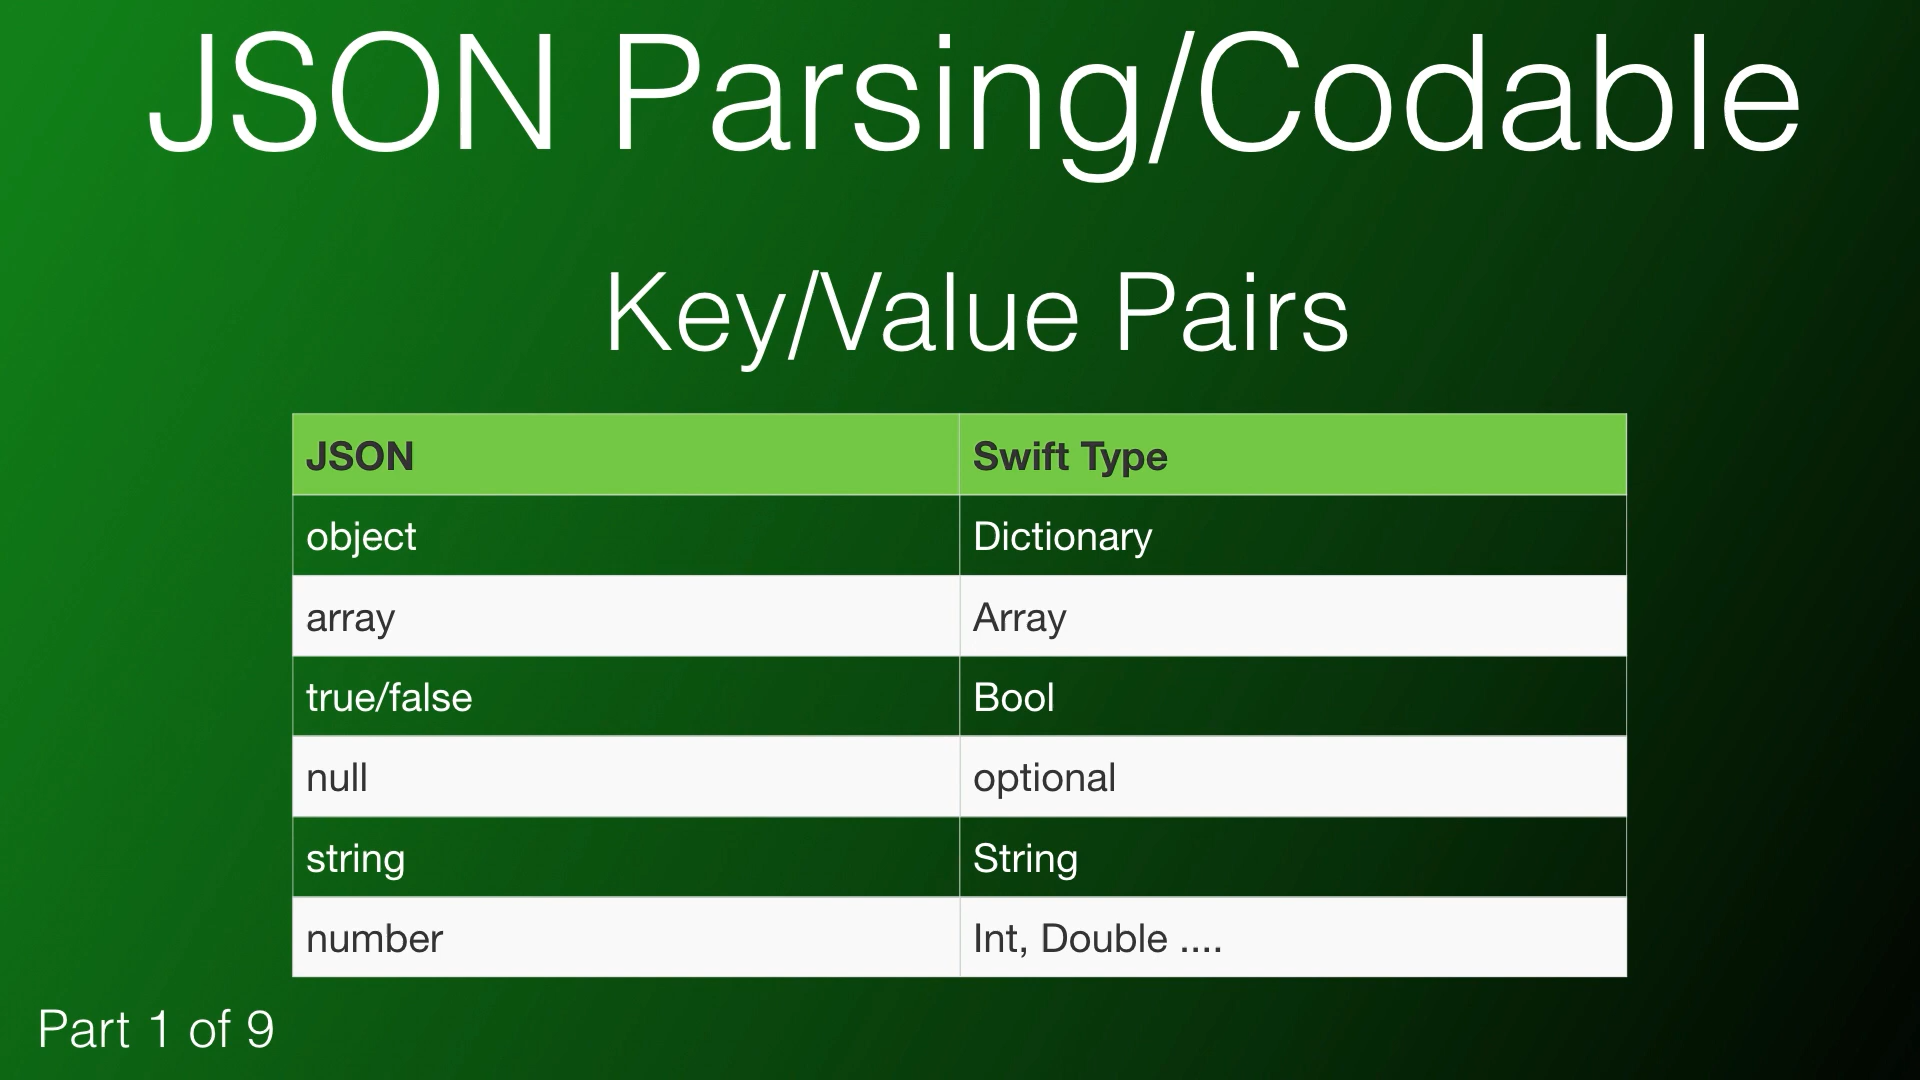 JSON Parsing/Codable
Key/Value Pairs
JSON Swift Type
object Dictionary
array Array
true/false Bool
null optional
string String
number Int, Double ....
Part 1 of 9